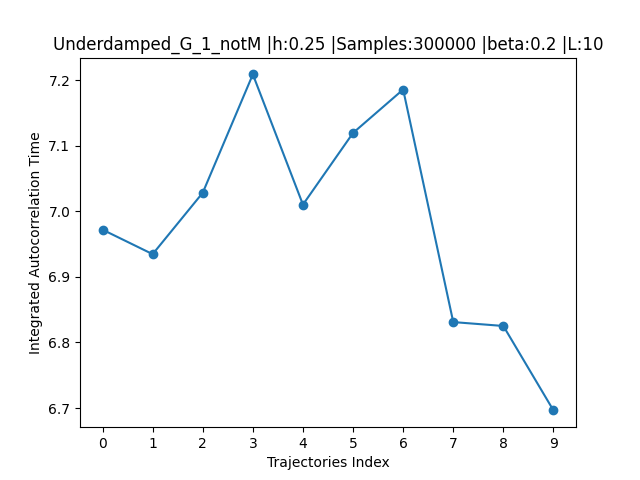 Underdamped_G_1_notM |h:0.25 |Samples:300000 |beta:0.2 |L:10
Integrated Autocorrelation Time
7.2
7.1
7.0
6.9
6.8
6.7
0 1 2 3 4 5 6 7 8 9
Trajectories Index